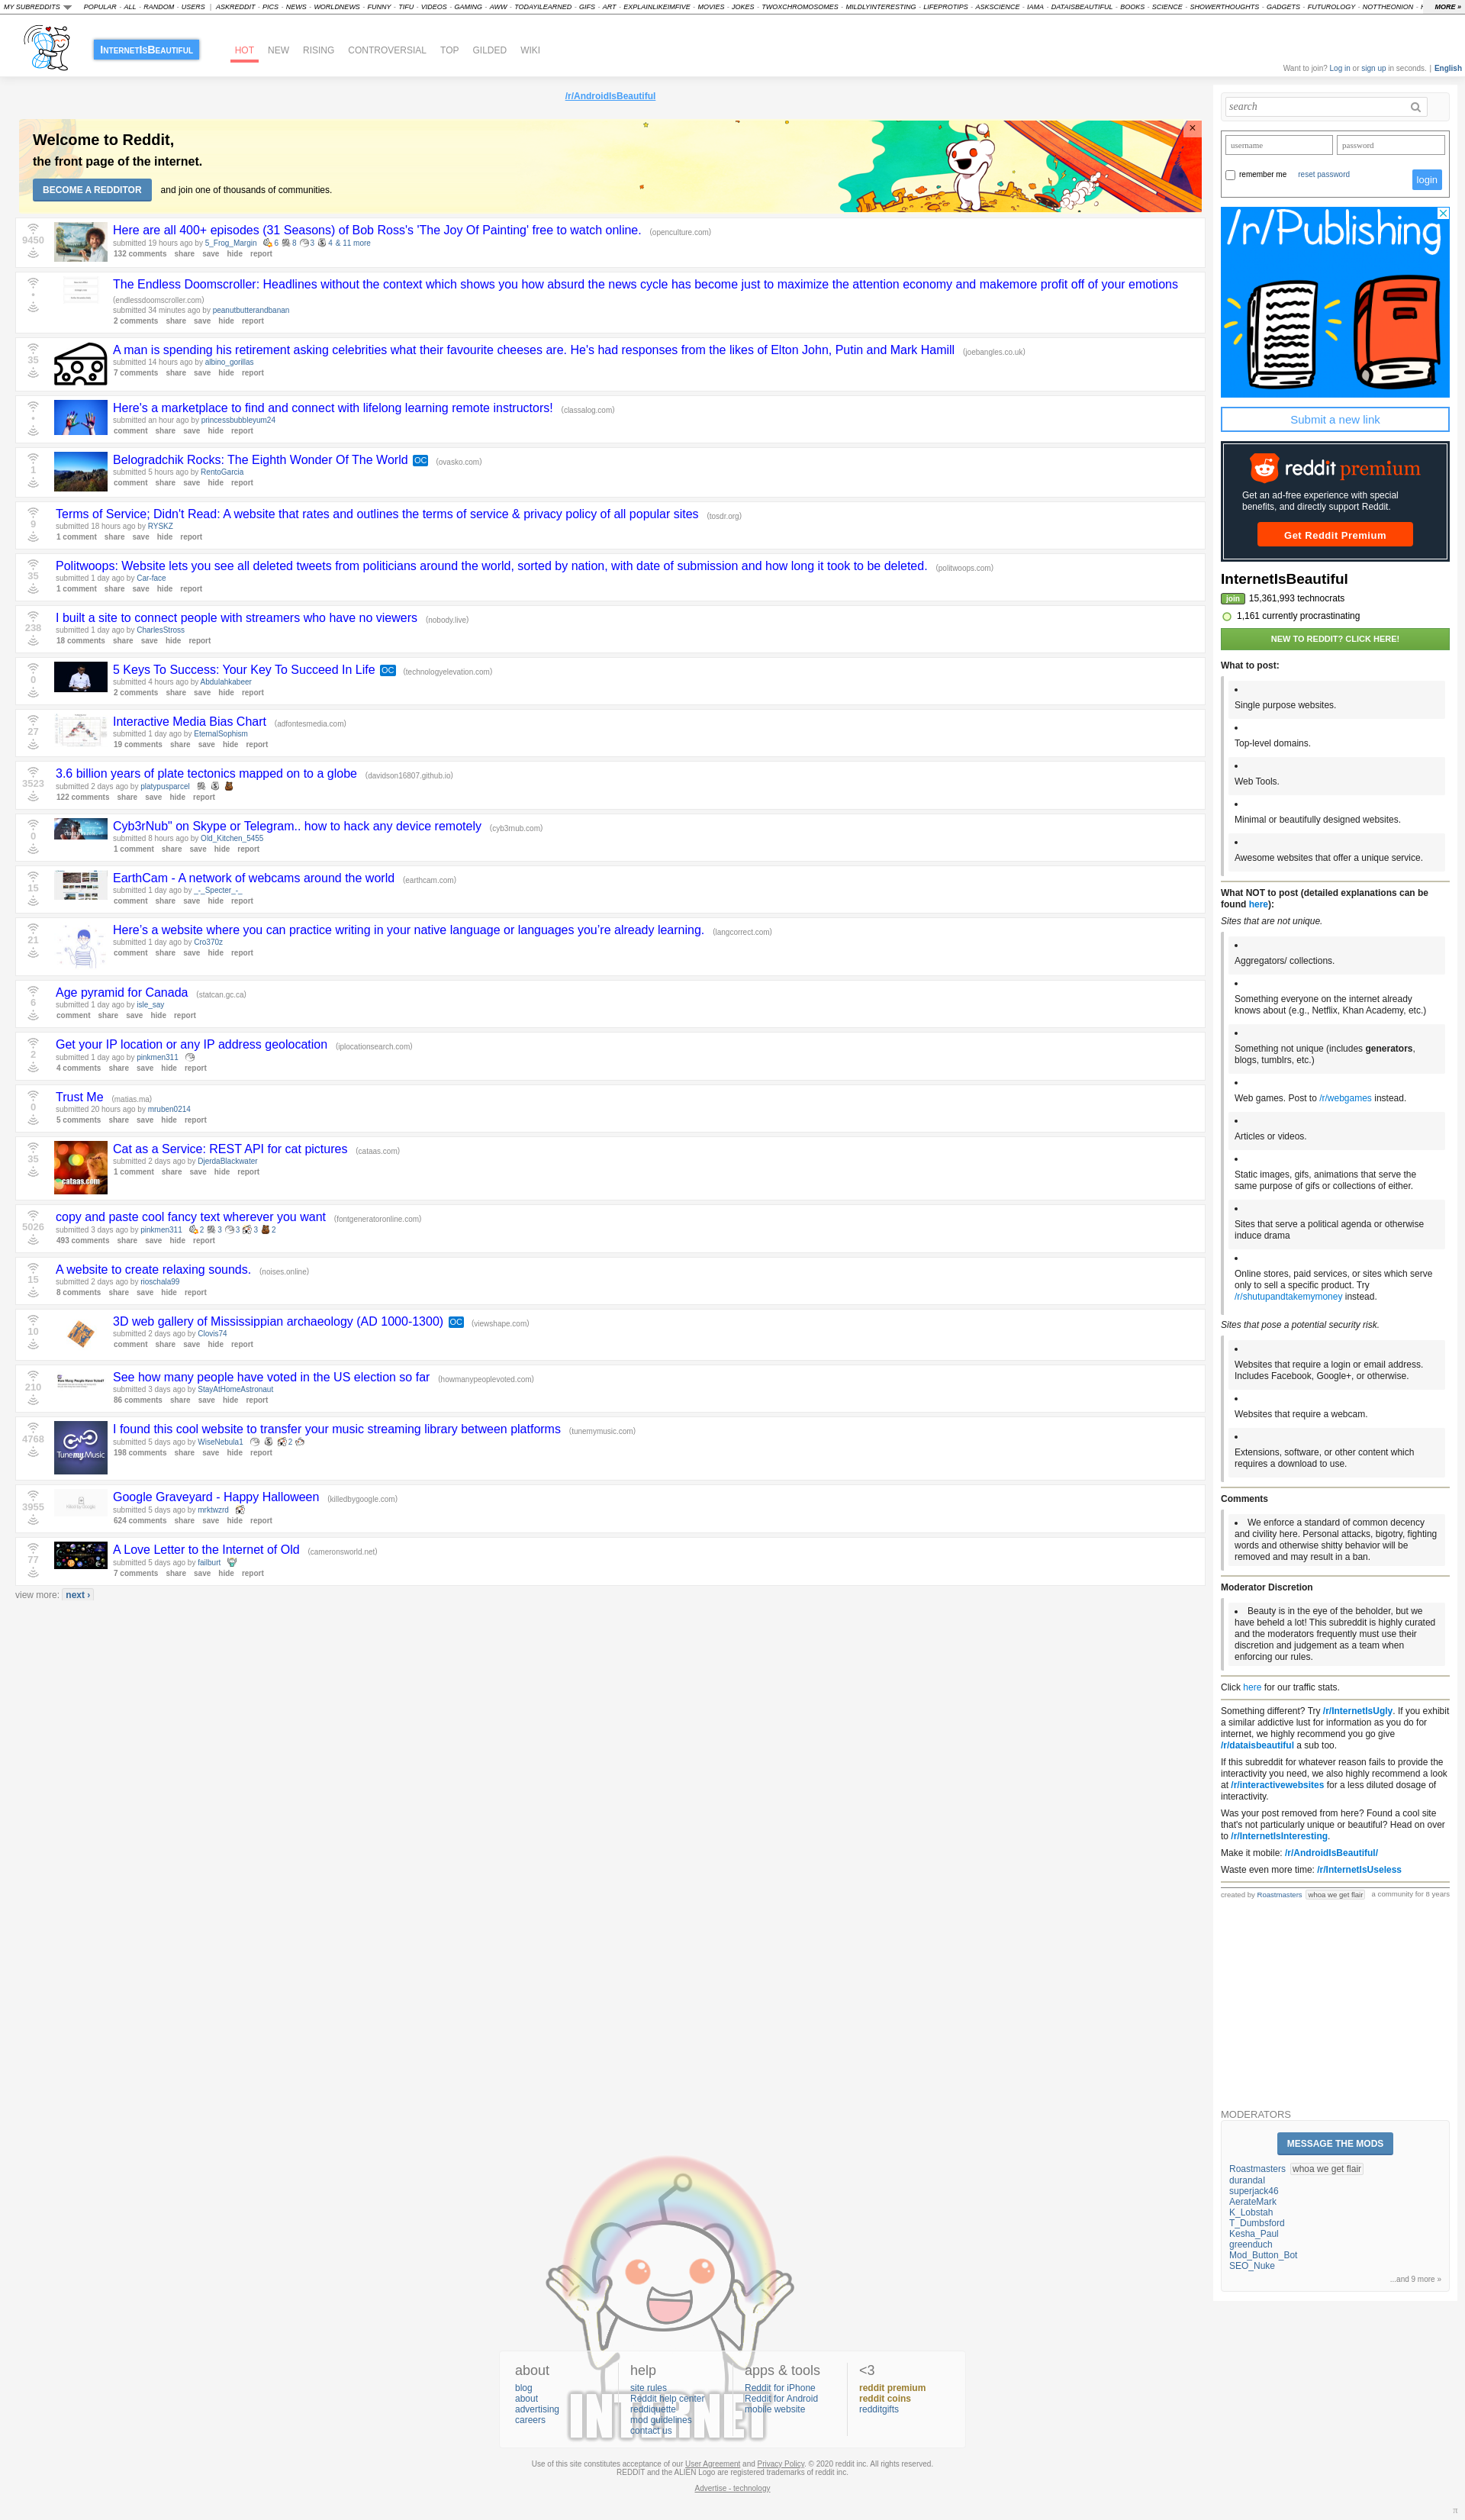 MY SUBREDDITS POPULAR - ALL - RANDOM - USERS | ASKREDDIT - PICS - NEWS - WORLDNEWS - FUNNY - TIFU - VIDEOS - GAMING - AWW - TODAYILEARNED - GIFS - ART - EXPLAINLIKEIMFIVE - MOVIES - JOKES - TWOXCHROMOSOMES - MILDLYINTERESTING - LIFEPROTIPS - ASKSCIENCE - IAMA - DATAISBEAUTIFUL - BOOKS - SCIENCE - SHOWERTHOUGHTS - GADGETS - FUTUROLOGY - NOTTHEONION - MORE »
InternetIsBeautiful HOT NEW RISING CONTROVERSIAL TOP GILDED WIKI
Want to join? Log in or sign up in seconds. | English
/r/AndroidIsBeautiful
Welcome to Reddit,
the front page of the internet.
BECOME A REDDITOR and join one of thousands of communities.
×
9450
Here are all 400+ episodes (31 Seasons) of Bob Ross's 'The Joy Of Painting' free to watch online. (openculture.com)
submitted 19 hours ago by 5_Frog_Margin 6 8 3 4 & 11 more
132 comments share save hide report
•
The Endless Doomscroller: Headlines without the context which shows you how absurd the news cycle has become just to maximize the attention economy and makemore profit off of your emotions
(endlessdoomscroller.com)
submitted 34 minutes ago by peanutbutterandbanan
2 comments share save hide report
35
A man is spending his retirement asking celebrities what their favourite cheeses are. He's had responses from the likes of Elton John, Putin and Mark Hamill (joebangles.co.uk)
submitted 14 hours ago by albino_gorillas
7 comments share save hide report
•
Here's a marketplace to find and connect with lifelong learning remote instructors! (classalog.com)
submitted an hour ago by princessbubbleyum24
comment share save hide report
1
Belogradchik Rocks: The Eighth Wonder Of The World OC (ovasko.com)
submitted 5 hours ago by RentoGarcia
comment share save hide report
9
Terms of Service; Didn't Read: A website that rates and outlines the terms of service & privacy policy of all popular sites (tosdr.org)
submitted 18 hours ago by RYSKZ
1 comment share save hide report
35
Politwoops: Website lets you see all deleted tweets from politicians around the world, sorted by nation, with date of submission and how long it took to be deleted. (politwoops.com)
submitted 1 day ago by Car-face
1 comment share save hide report
238
I built a site to connect people with streamers who have no viewers (nobody.live)
submitted 1 day ago by CharlesStross
18 comments share save hide report
0
5 Keys To Success: Your Key To Succeed In Life OC (technologyelevation.com)
submitted 4 hours ago by Abdulahkabeer
2 comments share save hide report
27
Interactive Media Bias Chart (adfontesmedia.com)
submitted 1 day ago by EternalSophism
19 comments share save hide report
3523
3.6 billion years of plate tectonics mapped on to a globe (davidson16807.github.io)
submitted 2 days ago by platypusparcel
122 comments share save hide report
0
Cyb3rNub" on Skype or Telegram.. how to hack any device remotely (cyb3rnub.com)
submitted 8 hours ago by Old_Kitchen_5455
1 comment share save hide report
15
EarthCam - A network of webcams around the world (earthcam.com)
submitted 1 day ago by _-_Specter_-_
comment share save hide report
21
Here's a website where you can practice writing in your native language or languages you're already learning. (langcorrect.com)
submitted 1 day ago by Cro370z
comment share save hide report
6
Age pyramid for Canada (statcan.gc.ca)
submitted 1 day ago by isle_say
comment share save hide report
2
Get your IP location or any IP address geolocation (iplocationsearch.com)
submitted 1 day ago by pinkmen311
4 comments share save hide report
0
Trust Me (matias.ma)
submitted 20 hours ago by mruben0214
5 comments share save hide report
35
cataas.com
Cat as a Service: REST API for cat pictures (cataas.com)
submitted 2 days ago by DjerdaBlackwater
1 comment share save hide report
5026
copy and paste cool fancy text wherever you want (fontgeneratoronline.com)
submitted 3 days ago by pinkmen311 2 3 3 3 2
493 comments share save hide report
15
A website to create relaxing sounds. (noises.online)
submitted 2 days ago by rioschala99
8 comments share save hide report
10
3D web gallery of Mississippian archaeology (AD 1000-1300) OC (viewshape.com)
submitted 2 days ago by Clovis74
comment share save hide report
210
See how many people have voted in the US election so far (howmanypeoplevoted.com)
submitted 3 days ago by StayAtHomeAstronaut
86 comments share save hide report
4768
Tune my Music
I found this cool website to transfer your music streaming library between platforms (tunemymusic.com)
submitted 5 days ago by WiseNebula1 2
198 comments share save hide report
3955
Google Graveyard - Happy Halloween (killedbygoogle.com)
submitted 5 days ago by mrktwzrd
624 comments share save hide report
77
A Love Letter to the Internet of Old (cameronsworld.net)
submitted 5 days ago by failburt
7 comments share save hide report
view more: next ›
search
username password
remember me reset password login
/r/Publishing
Submit a new link
reddit premium
Get an ad-free experience with special
benefits, and directly support Reddit.
Get Reddit Premium
InternetIsBeautiful
join 15,361,993 technocrats
1,161 currently procrastinating
NEW TO REDDIT? CLICK HERE!
What to post:
Single purpose websites.
Top-level domains.
Web Tools.
Minimal or beautifully designed websites.
Awesome websites that offer a unique service.
What NOT to post (detailed explanations can be
found here):
Sites that are not unique.
Aggregators/ collections.
Something everyone on the internet already
knows about (e.g., Netflix, Khan Academy, etc.)
Something not unique (includes generators,
blogs, tumblrs, etc.)
Web games. Post to /r/webgames instead.
Articles or videos.
Static images, gifs, animations that serve the
same purpose of gifs or collections of either.
Sites that serve a political agenda or otherwise
induce drama
Online stores, paid services, or sites which serve
only to sell a specific product. Try
/r/shutupandtakemymoney instead.
Sites that pose a potential security risk.
Websites that require a login or email address.
Includes Facebook, Google+, or otherwise.
Websites that require a webcam.
Extensions, software, or other content which
requires a download to use.
Comments
We enforce a standard of common decency
and civility here. Personal attacks, bigotry, fighting
words and otherwise shitty behavior will be
removed and may result in a ban.
Moderator Discretion
Beauty is in the eye of the beholder, but we
have beheld a lot! This subreddit is highly curated
and the moderators frequently must use their
discretion and judgement as a team when
enforcing our rules.
Click here for our traffic stats.
Something different? Try /r/InternetIsUgly. If you exhibit
a similar addictive lust for information as you do for
internet, we highly recommend you go give
/r/dataisbeautiful a sub too.
If this subreddit for whatever reason fails to provide the
interactivity you need, we also highly recommend a look
at /r/interactivewebsites for a less diluted dosage of
interactivity.
Was your post removed from here? Found a cool site
that's not particularly unique or beautiful? Head on over
to /r/InternetIsInteresting.
Make it mobile: /r/AndroidIsBeautiful/
Waste even more time: /r/InternetIsUseless
created by Roastmasters whoa we get flair a community for 8 years
MODERATORS
MESSAGE THE MODS
Roastmasters whoa we get flair
durandal
superjack46
AerateMark
K_Lobstah
T_Dumbsford
Kesha_Paul
greenduch
Mod_Button_Bot
SEO_Nuke
...and 9 more »
about
blog
about
advertising
careers
help
site rules
Reddit help center
reddiquette
mod guidelines
contact us
apps & tools
Reddit for iPhone
Reddit for Android
mobile website
<3
reddit premium
reddit coins
redditgifts
INTERNET
Use of this site constitutes acceptance of our User Agreement and Privacy Policy. © 2020 reddit inc. All rights reserved.
REDDIT and the ALIEN Logo are registered trademarks of reddit inc.
Advertise - technology
π